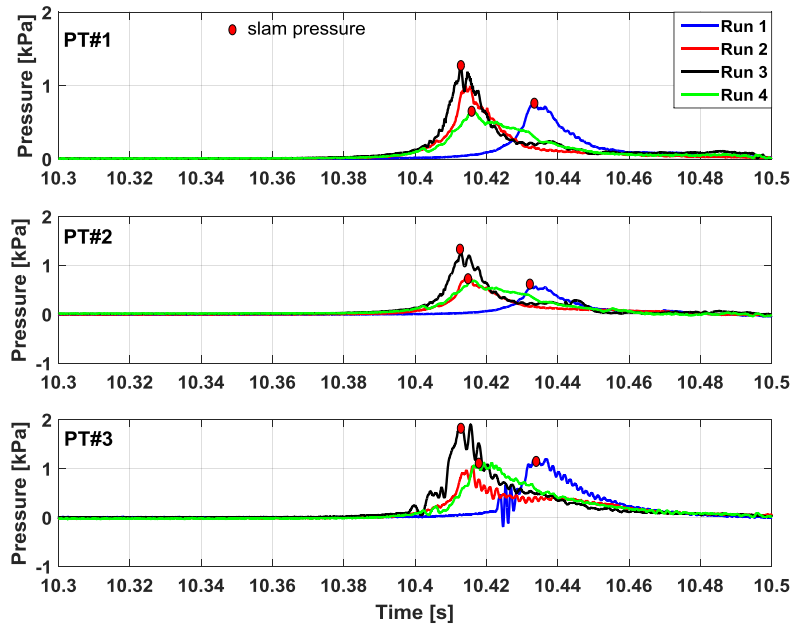 2
slam pressure
PT#1
Run 1
Run 2
Run 3
Run 4
Pressure [kPa]
1
0
10.3 10.32 10.34 10.36 10.38 10.4 10.42 10.44 10.46 10.48 10.5
2
PT#2
Pressure [kPa]
1
0
-1
10.3 10.32 10.34 10.36 10.38 10.4 10.42 10.44 10.46 10.48 10.5
2
PT#3
Pressure [kPa]
1
0
-1
10.3 10.32 10.34 10.36 10.38 10.4 10.42 10.44 10.46 10.48 10.5
Time [s]